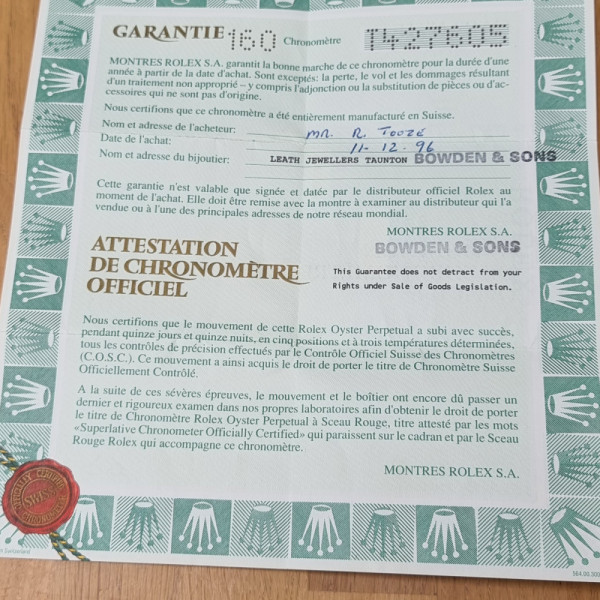 GARANTIE 160 Chronomètre T427605
MONTRES ROLEX S.A. garantit la bonne marche de ce chronomètre pour la durée d'une
année à partir de la date d'achat. Sont exceptés: la perte, le vol et les dommages résultant
d'un traitement non approprié – y compris l'adjonction ou la substitution de pièces ou d'ac-
cessoires qui ne sont pas d'origine.
Nous certifions que ce chronomètre a été entièrement manufacturé en Suisse.
Nom et adresse de l'acheteur: MR. R. TOOZE
Date de l'achat: 11-12-96
Nom et adresse du bijoutier: LEATH JEWELLERS TAUNTON BOWDEN & SONS
Cette garantie n'est valable que signée et datée par le distributeur officiel Rolex au
moment de l'achat. Elle doit être remise avec la montre à examiner au distributeur qui l'a
vendue ou à l'une des principales adresses de notre réseau mondial.
MONTRES ROLEX S.A.
BOWDEN & SONS
ATTESTATION
DE CHRONOMÈTRE
OFFICIEL
This Guarantee does not detract from your
Rights under Sale of Goods Legislation.
Nous certifions que le mouvement de cette Rolex Oyster Perpetual a subi avec succès,
pendant quinze jours et quinze nuits, en cinq positions et à trois températures déterminées,
tous les contrôles de précision effectués par le Contrôle Officiel Suisse des Chronomètres
(C.O.S.C.). Ce mouvement a ainsi acquis le droit de porter le titre de Chronomètre Suisse
Officiellement Contrôlé.
A la suite de ces sévères épreuves, le mouvement et le boîtier ont encore dû passer un
dernier et rigoureux examen dans nos propres laboratoires afin d'obtenir le droit de porter
le titre de Chronomètre Rolex Oyster Perpetual à Sceau Rouge, titre attesté par les mots
«Superlative Chronometer Officially Certified» qui paraissent sur le cadran et par le Sceau
Rouge Rolex qui accompagne ce chronomètre.
MONTRES ROLEX S.A.
SWISS
Switzerland
564.00.300